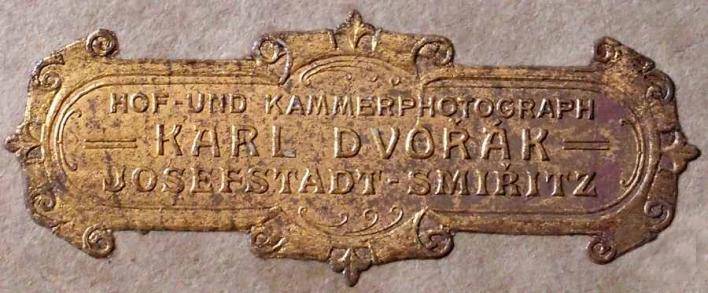 HOF-UND KAMMERPHOTOGRAPH
KARL DVOŘÁK
JOSEFSTADT-SMIŘITZ